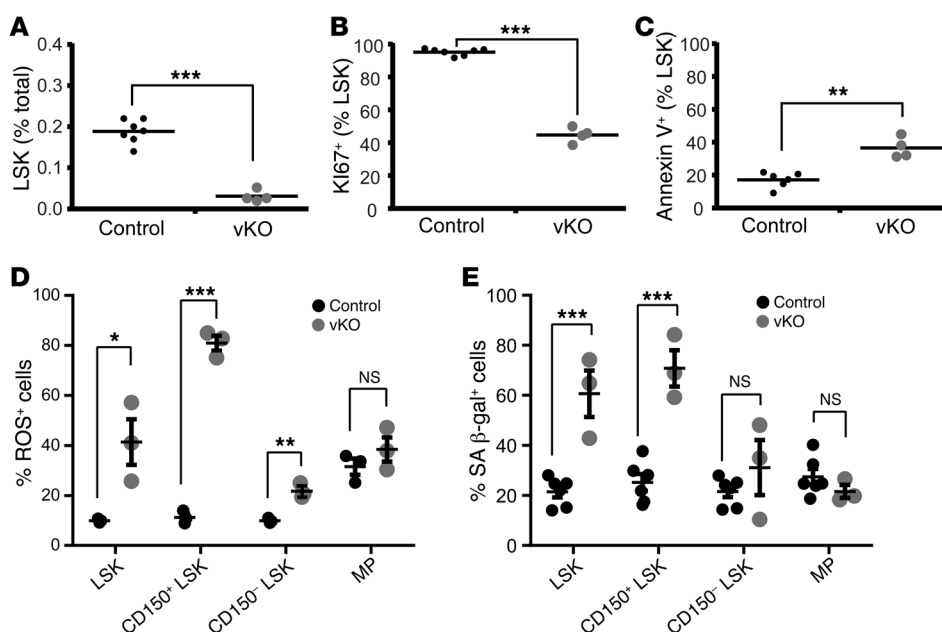 A
LSK (% total)
0.4
0.3
0.2
0.1
0.0
***
Control vKO
B
KI67⁺ (% LSK)
100
80
60
40
20
0
***
Control vKO
C
Annexin V⁺ (% LSK)
100
80
60
40
20
0
**
Control vKO
D
% ROS⁺ cells
100
80
60
40
20
0
Control
vKO
*
***
**
NS
LSK
CD150⁺ LSK
CD150⁻ LSK
MP
E
% SA β-gal⁺ cells
100
80
60
40
20
0
Control
vKO
***
***
NS
NS
LSK
CD150⁺ LSK
CD150⁻ LSK
MP